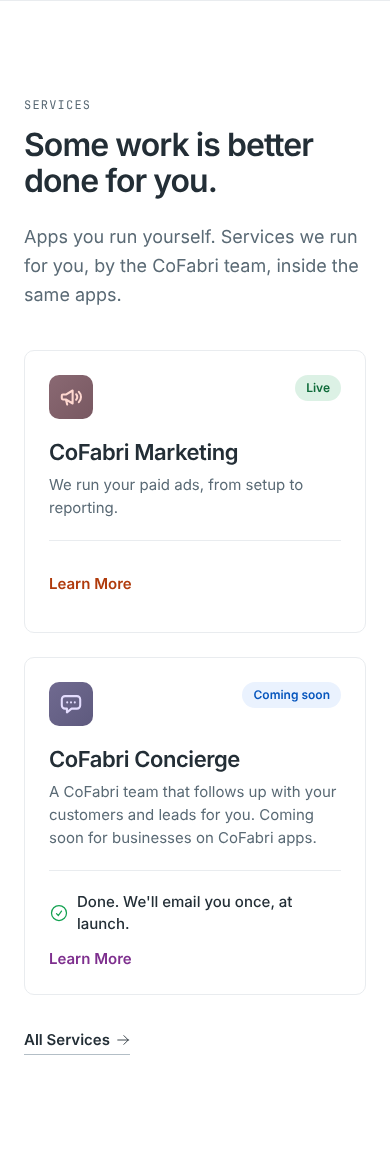 SERVICES
Some work is better
done for you.
Apps you run yourself. Services we run
for you, by the CoFabri team, inside the
same apps.
Live
CoFabri Marketing
We run your paid ads, from setup to
reporting.
Learn More
Coming soon
CoFabri Concierge
A CoFabri team that follows up with your
customers and leads for you. Coming
soon for businesses on CoFabri apps.
Done. We'll email you once, at
launch.
Learn More
All Services →